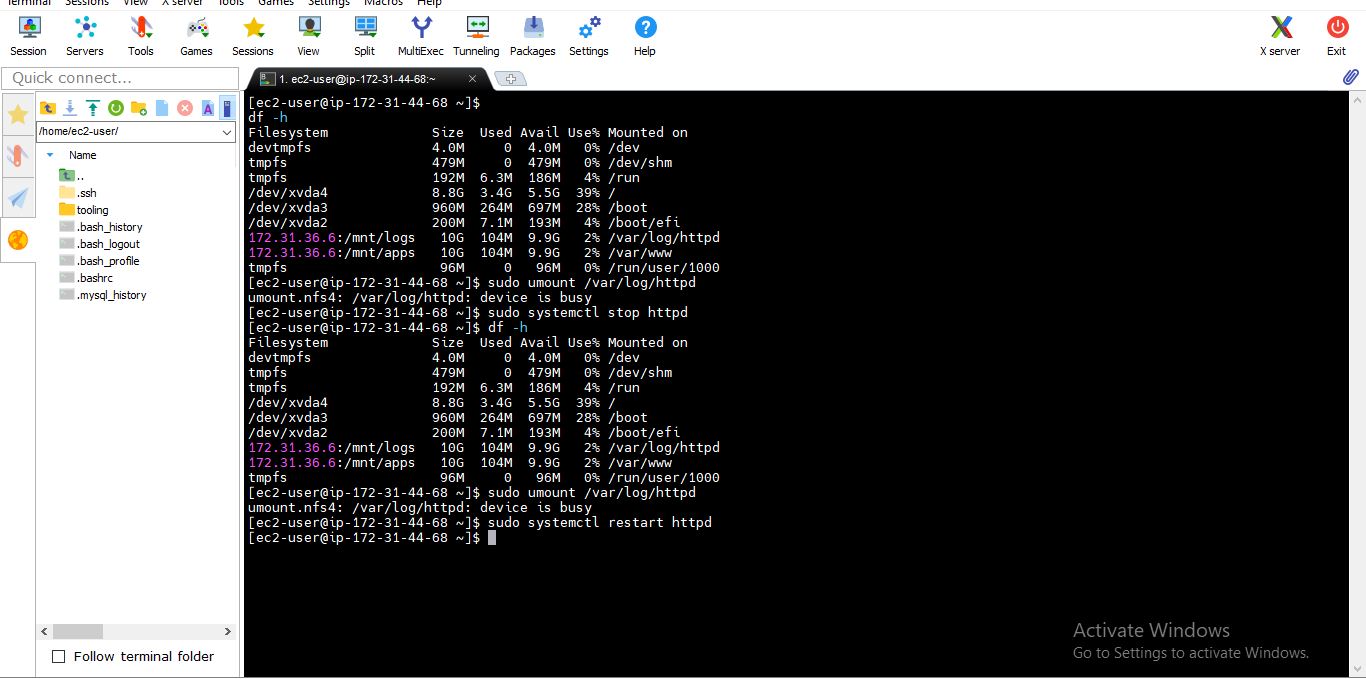 Terminal Sessions View X server Tools Games Settings Macros Help
Session Servers Tools Games Sessions View Split MultiExec Tunneling Packages Settings Help X server Exit
Quick connect...
1. ec2-user@ip-172-31-44-68:~
/home/ec2-user/
Name
..
.ssh
tooling
.bash_history
.bash_logout
.bash_profile
.bashrc
.mysql_history
Follow terminal folder
[ec2-user@ip-172-31-44-68 ~]$
df -h
Filesystem Size Used Avail Use% Mounted on
devtmpfs 4.0M 0 4.0M 0% /dev
tmpfs 479M 0 479M 0% /dev/shm
tmpfs 192M 6.3M 186M 4% /run
/dev/xvda4 8.8G 3.4G 5.5G 39% /
/dev/xvda3 960M 264M 697M 28% /boot
/dev/xvda2 200M 7.1M 193M 4% /boot/efi
172.31.36.6:/mnt/logs 10G 104M 9.9G 2% /var/log/httpd
172.31.36.6:/mnt/apps 10G 104M 9.9G 2% /var/www
tmpfs 96M 0 96M 0% /run/user/1000
[ec2-user@ip-172-31-44-68 ~]$ sudo umount /var/log/httpd
umount.nfs4: /var/log/httpd: device is busy
[ec2-user@ip-172-31-44-68 ~]$ sudo systemctl stop httpd
[ec2-user@ip-172-31-44-68 ~]$ df -h
Filesystem Size Used Avail Use% Mounted on
devtmpfs 4.0M 0 4.0M 0% /dev
tmpfs 479M 0 479M 0% /dev/shm
tmpfs 192M 6.3M 186M 4% /run
/dev/xvda4 8.8G 3.4G 5.5G 39% /
/dev/xvda3 960M 264M 697M 28% /boot
/dev/xvda2 200M 7.1M 193M 4% /boot/efi
172.31.36.6:/mnt/logs 10G 104M 9.9G 2% /var/log/httpd
172.31.36.6:/mnt/apps 10G 104M 9.9G 2% /var/www
tmpfs 96M 0 96M 0% /run/user/1000
[ec2-user@ip-172-31-44-68 ~]$ sudo umount /var/log/httpd
umount.nfs4: /var/log/httpd: device is busy
[ec2-user@ip-172-31-44-68 ~]$ sudo systemctl restart httpd
[ec2-user@ip-172-31-44-68 ~]$
Activate Windows
Go to Settings to activate Windows.